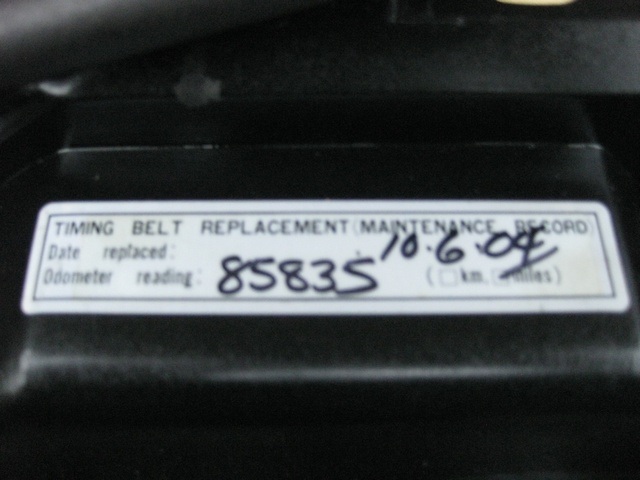 TIMING BELT REPLACEMENT (MAINTENANCE RECORD)
Date replaced: 10.6.04
Odometer reading: 85835 (□ km. □ miles)